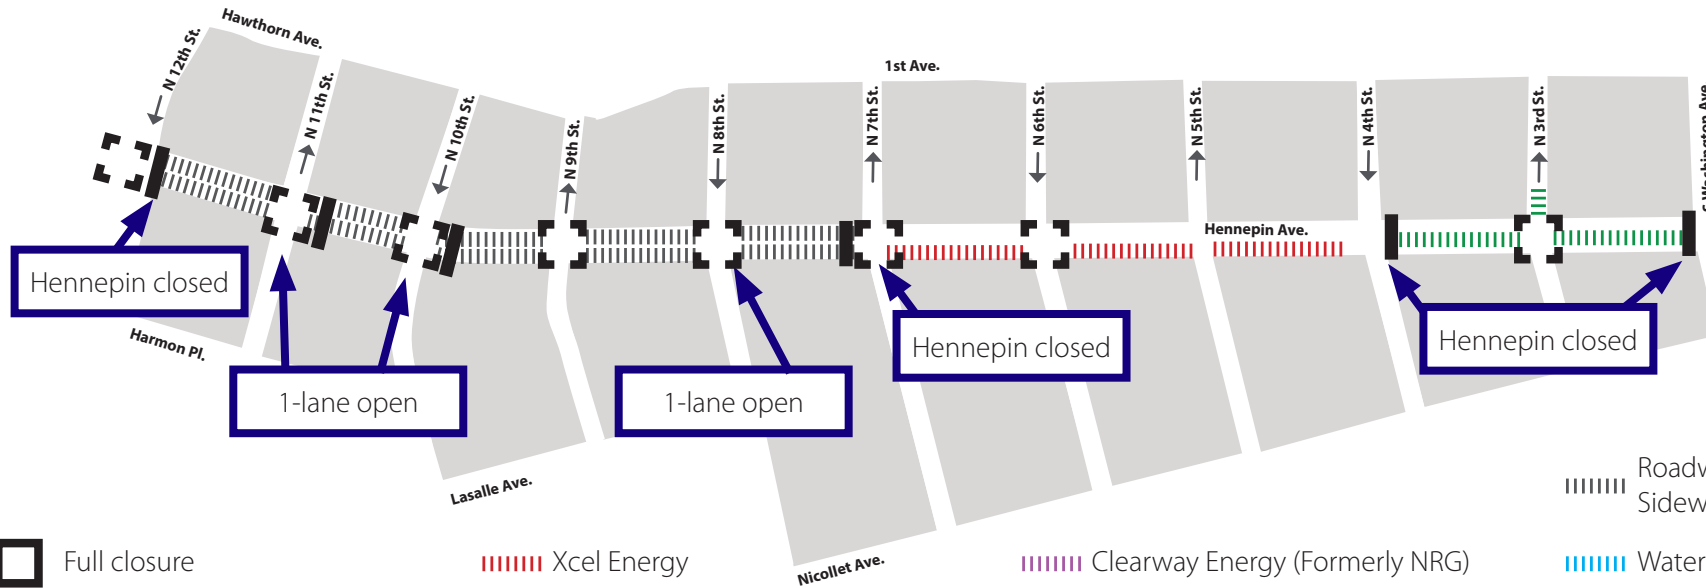 Hawthorn Ave.
N 12th St.
N 11th St.
N 10th St.
N 9th St.
N 8th St.
1st Ave.
N 7th St.
N 6th St.
N 5th St.
N 4th St.
N 3rd St.
Washington Ave.
Hennepin Ave.
Hennepin closed
Harmon Pl.
1-lane open
1-lane open
Hennepin closed
Hennepin closed
Lasalle Ave.
Nicollet Ave.
Full closure
Xcel Energy
Clearway Energy (Formerly NRG)
Water